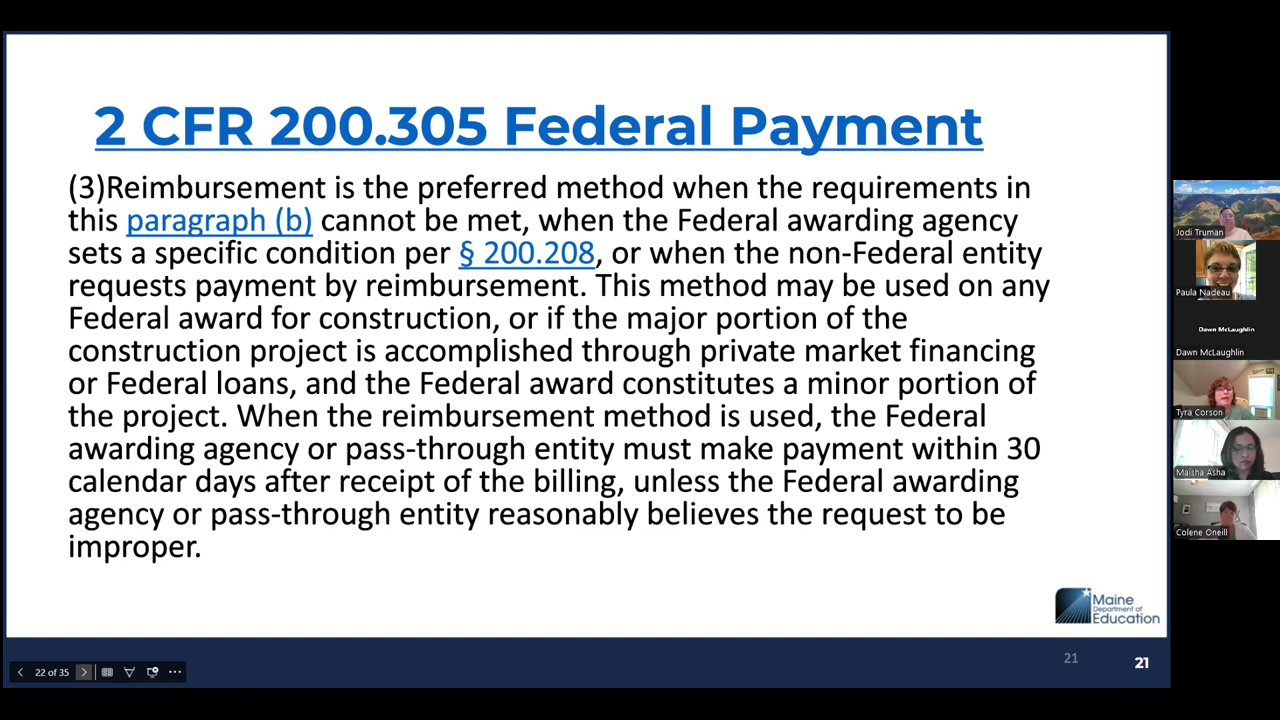 2 CFR 200.305 Federal Payment
(3)Reimbursement is the preferred method when the requirements in
this paragraph (b) cannot be met, when the Federal awarding agency
sets a specific condition per § 200.208, or when the non-Federal entity
requests payment by reimbursement. This method may be used on any
Federal award for construction, or if the major portion of the
construction project is accomplished through private market financing
or Federal loans, and the Federal award constitutes a minor portion of
the project. When the reimbursement method is used, the Federal
awarding agency or pass-through entity must make payment within 30
calendar days after receipt of the billing, unless the Federal awarding
agency or pass-through entity reasonably believes the request to be
improper.
Maine
Department of
Education
22 of 35
21
21
Jodi Truman
Paula Nadeau
Dawn McLaughlin
Dawn McLaughlin
Tyra Corson
Maisha Asha
Colene Oneill